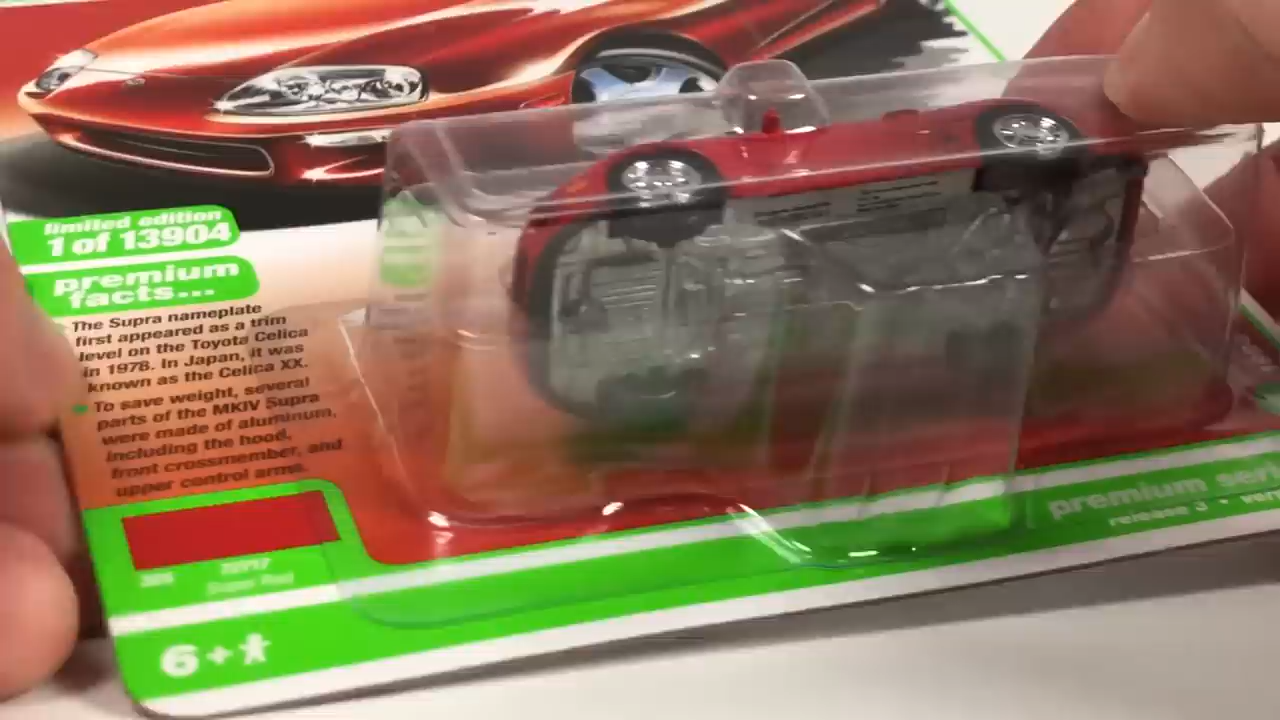 limited edition
1 of 13904
premium
facts...
The Supra nameplate
first appeared as a trim
level on the Toyota Celica
in 1978. In Japan, it was
known as the Celica XX.
To save weight, several
parts of the MKIV Supra
were made of aluminum,
including the hood,
front crossmember, and
upper control arms.
premium seri
release 3 •
6+